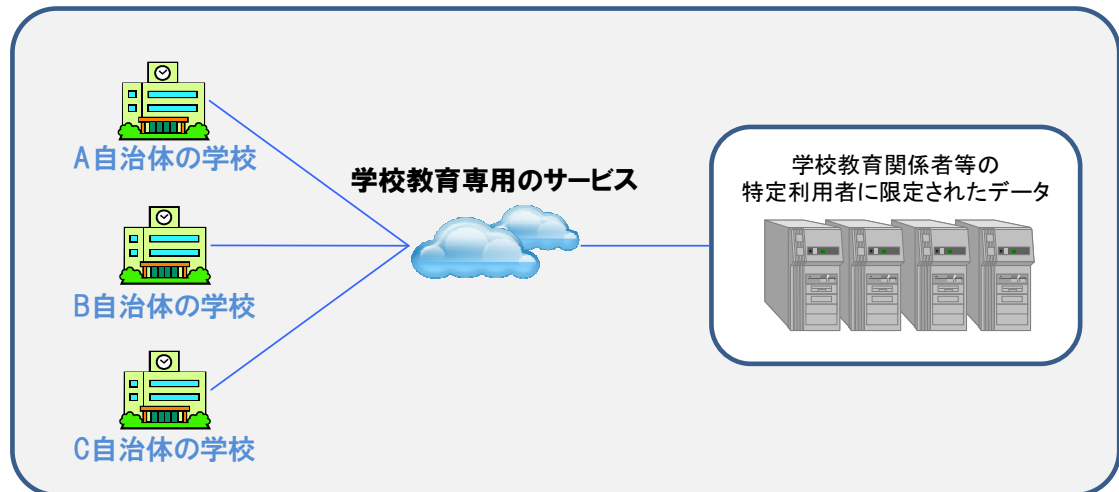 A自治体の学校
B自治体の学校
C自治体の学校
学校教育専用のサービス
学校教育関係者等の
特定利用者に限定されたデータ